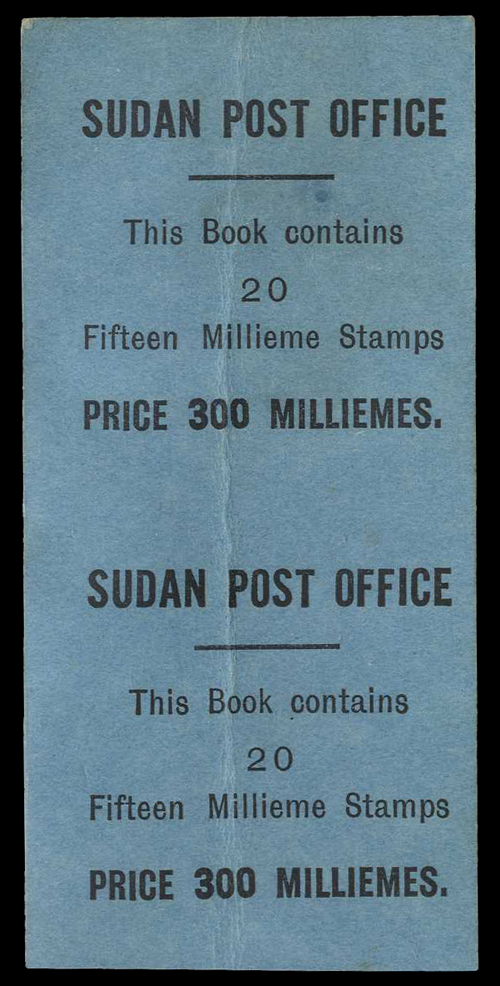 SUDAN POST OFFICE
This Book contains
20
Fifteen Millieme Stamps
PRICE 300 MILLIEMES.
SUDAN POST OFFICE
This Book contains
20
Fifteen Millieme Stamps
PRICE 300 MILLIEMES.